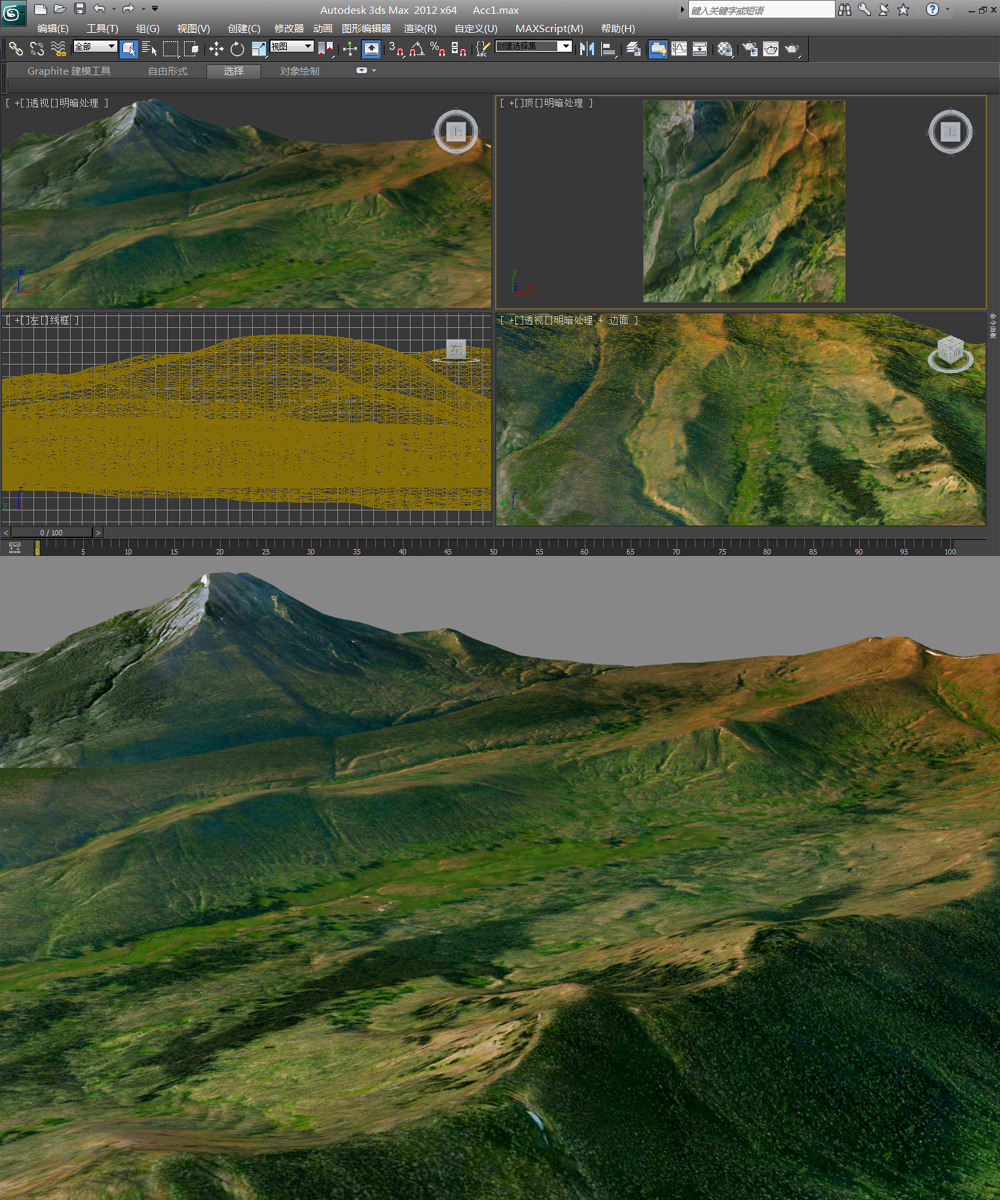 Autodesk 3ds Max 2012 x64 Acc1.max
键入关键字或短语
编辑(E) 工具(T) 组(G) 视图(V) 创建(C) 修改器 动画 图形编辑器 渲染(R) 自定义(U) MAXScript(M) 帮助(H)
全部 视图 3 创建选择集
Graphite 建模工具 自由形式 选择 对象绘制
[ +[]透视[]明暗处理 ] [ +[]顶[]明暗处理 ]
上 上
[ +[]左[]线框 ] [ +[]透视[]明暗处理 + 边面 ]
左
< 0 / 100 >
0 5 10 15 20 25 30 35 40 45 50 55 60 65 70 75 80 85 90 95 100